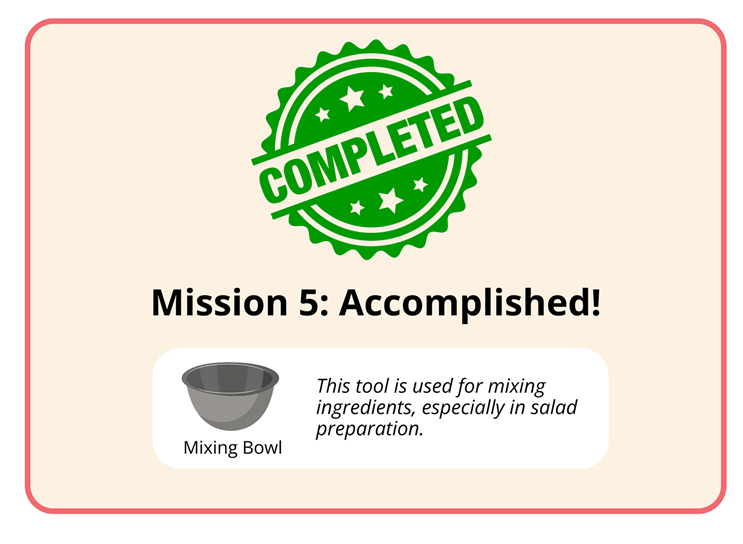 COMPLETED
Mission 5: Accomplished!
This tool is used for mixing
ingredients, especially in salad
preparation.
Mixing Bowl